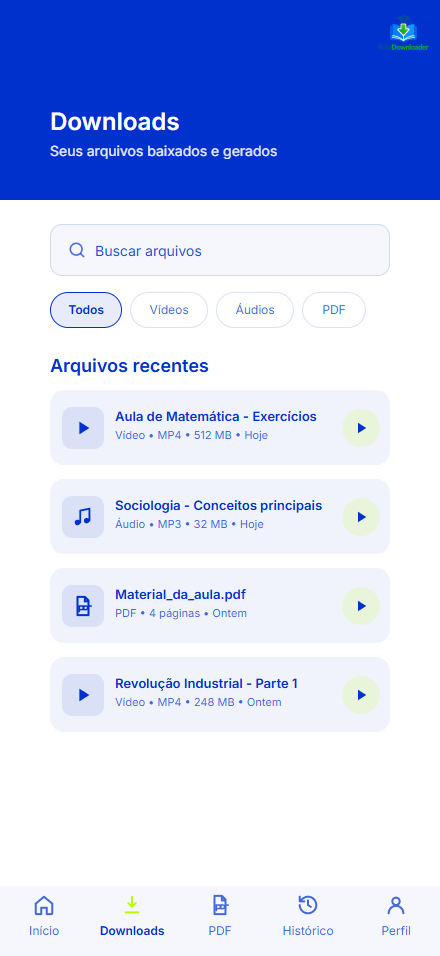 Downloader
Downloads
Seus arquivos baixados e gerados
Buscar arquivos
Todos
Vídeos
Áudios
PDF
Arquivos recentes
Aula de Matemática - Exercícios
Vídeo • MP4 • 512 MB • Hoje
Sociologia - Conceitos principais
Áudio • MP3 • 32 MB • Hoje
Material_da_aula.pdf
PDF • 4 páginas • Ontem
Revolução Industrial - Parte 1
Vídeo • MP4 • 248 MB • Ontem
Início
Downloads
PDF
Histórico
Perfil